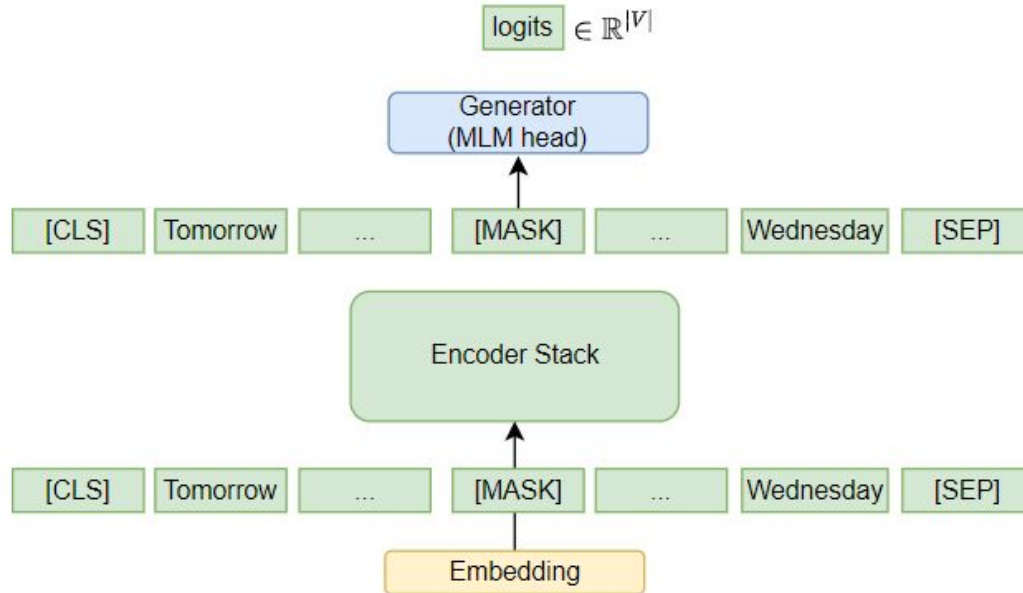 logits ∈ ℝ^|V|
Generator
(MLM head)
[CLS] Tomorrow ... [MASK] ... Wednesday [SEP]
Encoder Stack
[CLS] Tomorrow ... [MASK] ... Wednesday [SEP]
Embedding